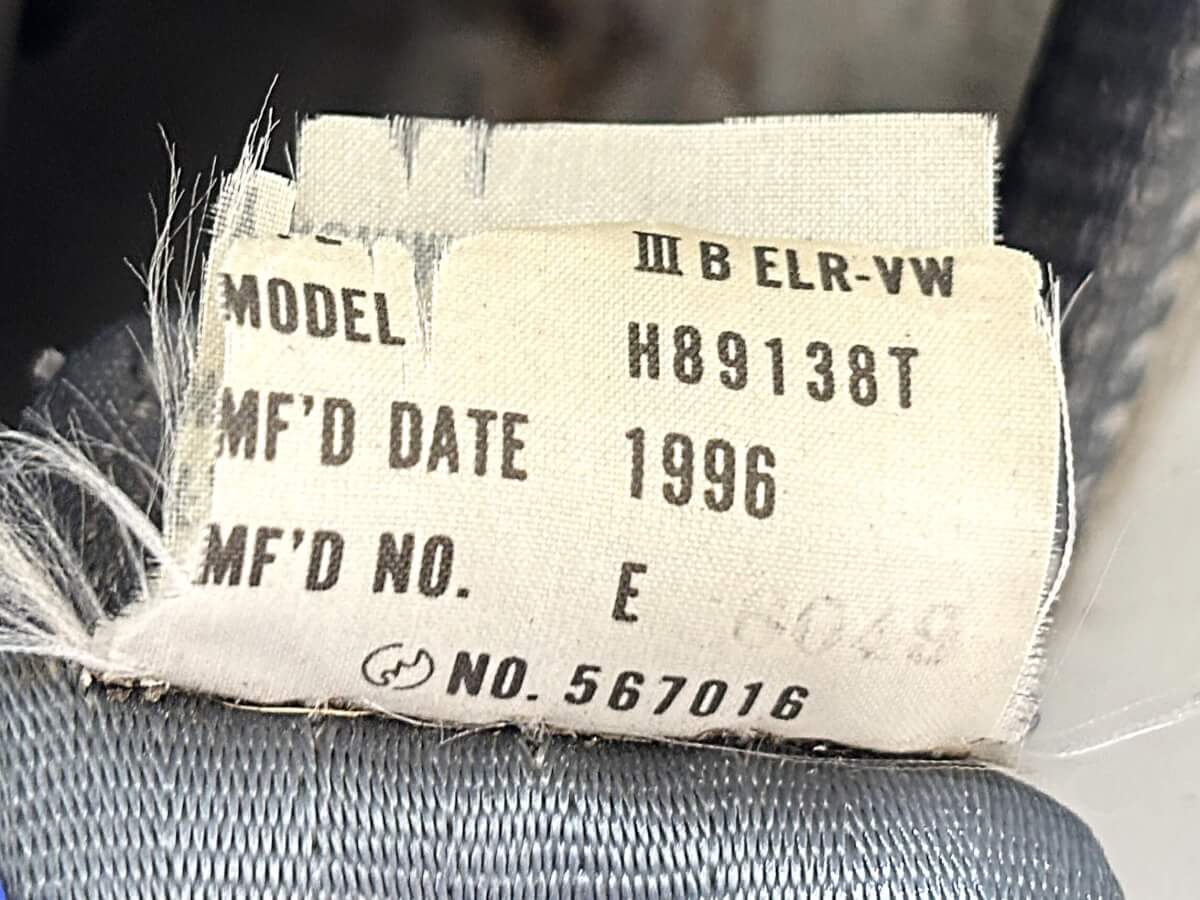 III B ELR-VW
MODEL H89138T
MF'D DATE 1996
MF'D NO. E
NO. 567016